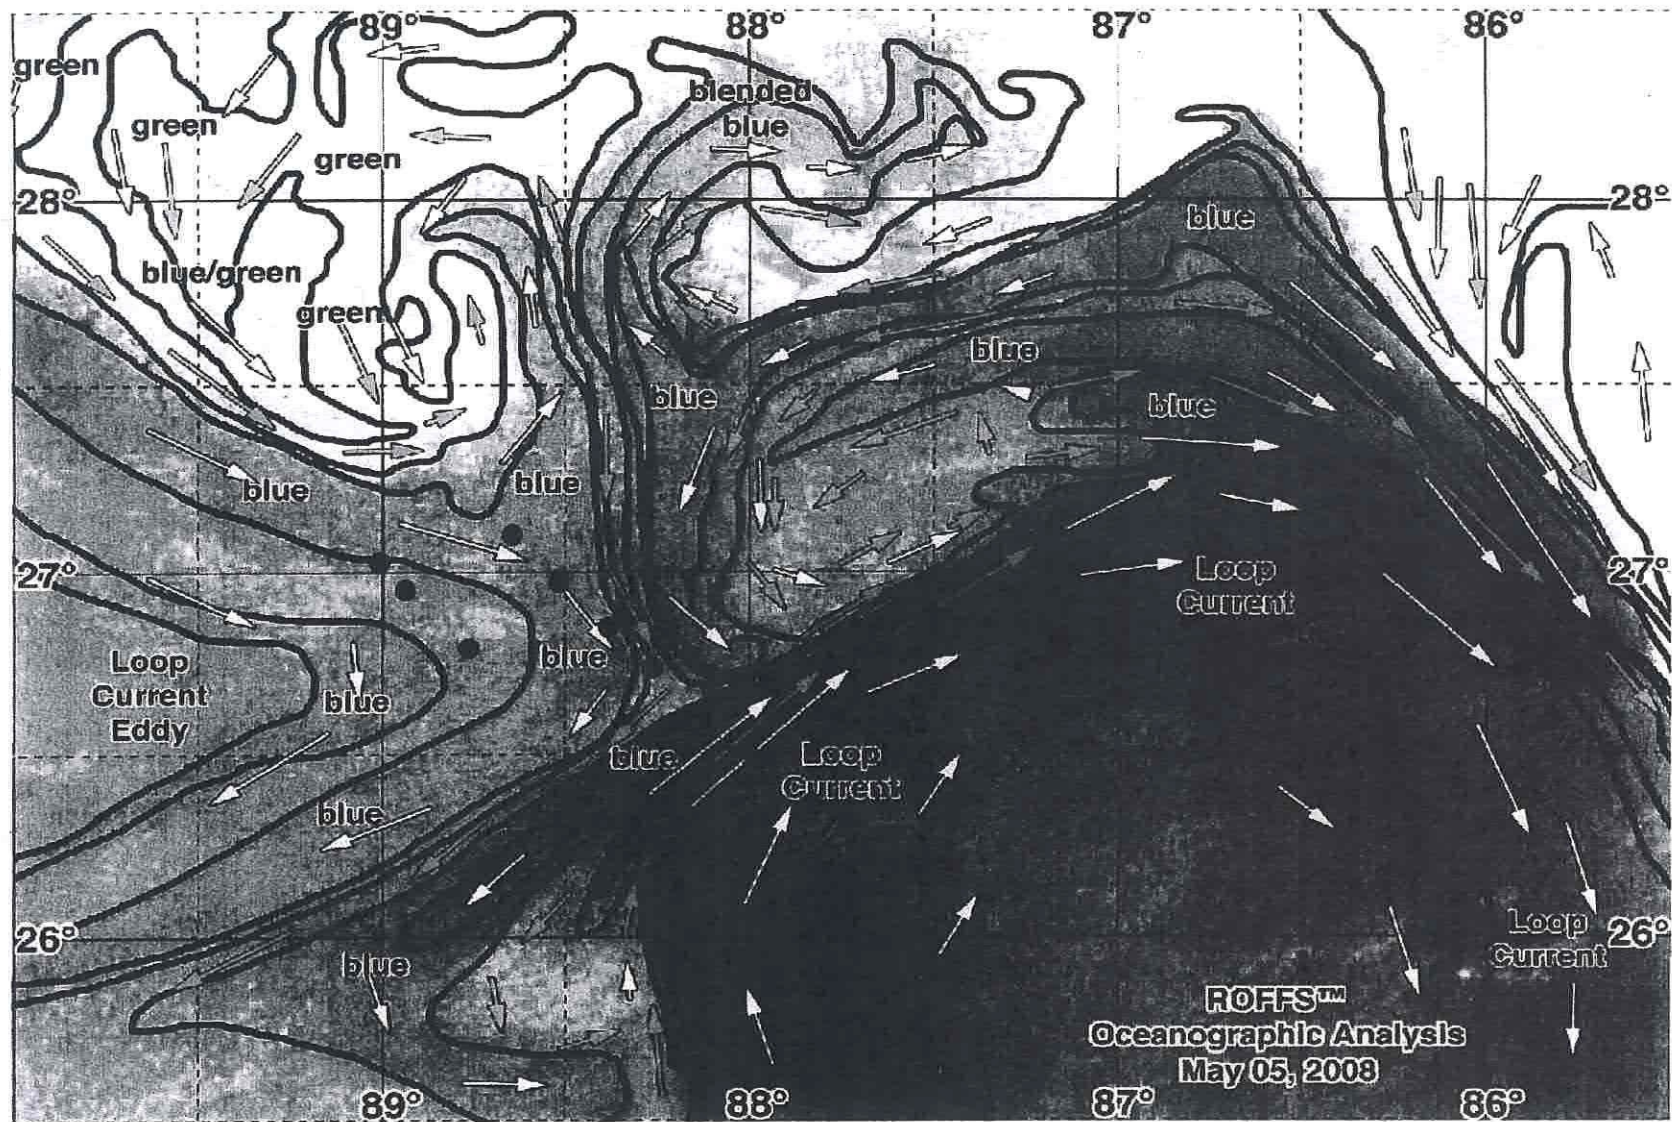 89°
88°
87°
86°
green
green
green
blended
blue
28°
28°
blue
blue/green
green
blue
blue
blue
blue
blue
27°
27°
Loop
Current
Loop
Current
Eddy
blue
blue
blue
Loop
Current
blue
26°
Loop
Current
26°
blue
ROFFS™
Oceanographic Analysis
May 05, 2008
89°
88°
87°
86°